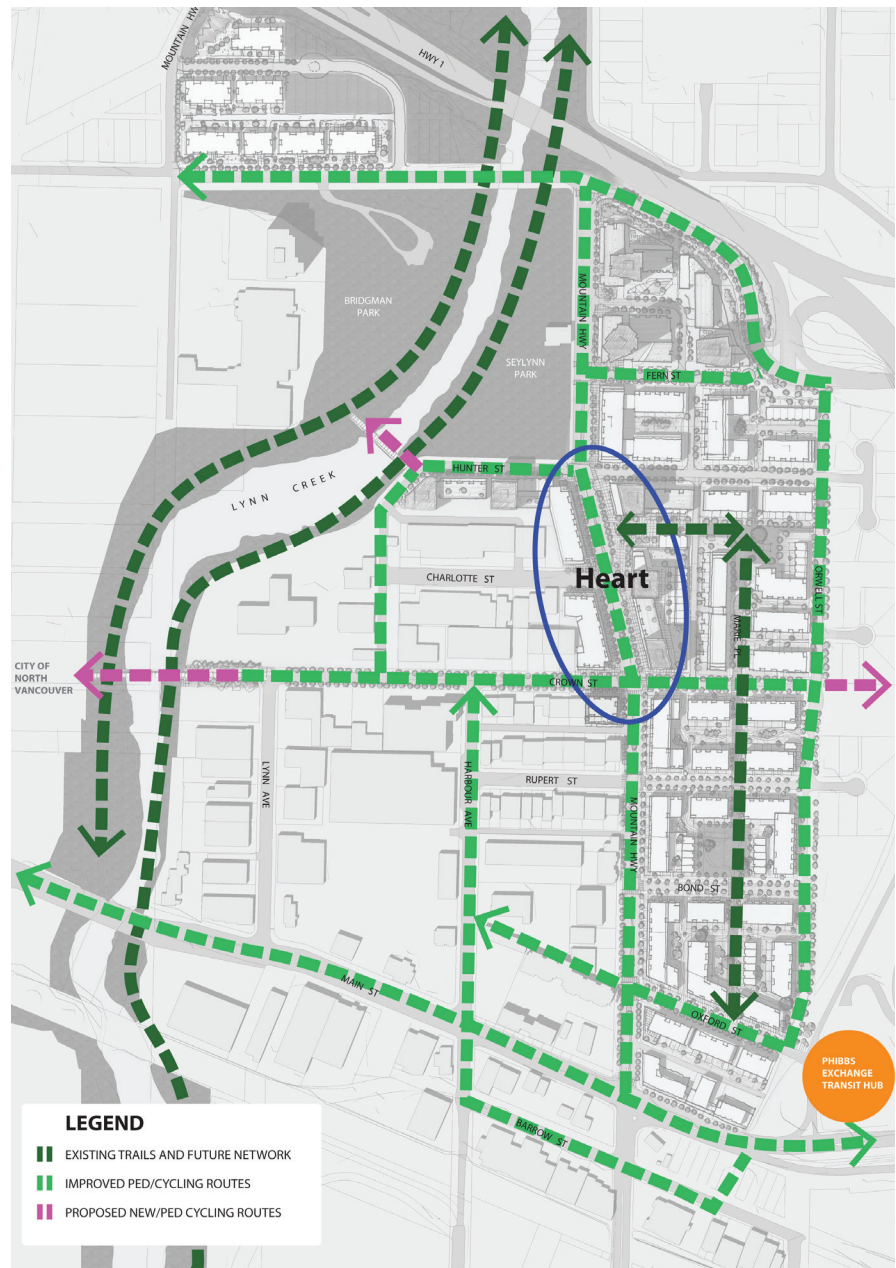 MOUNTAIN HW
HWY 1
BRIDGMAN
PARK
MOUNTAIN HWY
SEYLYNN
PARK
FERN ST
HUNTER ST
LYNN CREEK
Heart
CHARLOTTE ST
ORWELL ST
MARIE PL
CITY OF
NORTH
VANCOUVER
CROWN ST
LYNN AVE
HARBOUR AVE
RUPERT ST
MOUNTAIN HWY
BOND ST
MAIN ST
OXFORD ST
PHIBBS
EXCHANGE
TRANSIT HUB
BARROW ST
LEGEND
EXISTING TRAILS AND FUTURE NETWORK
IMPROVED PED/CYCLING ROUTES
PROPOSED NEW/PED CYCLING ROUTES